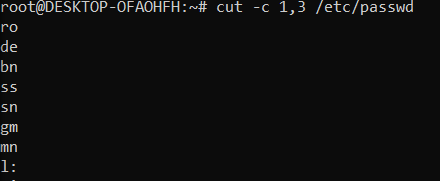 root@DESKTOP-OFAOHFH:~# cut -c 1,3 /etc/passwd
ro
de
bn
ss
sn
gm
mn
l: